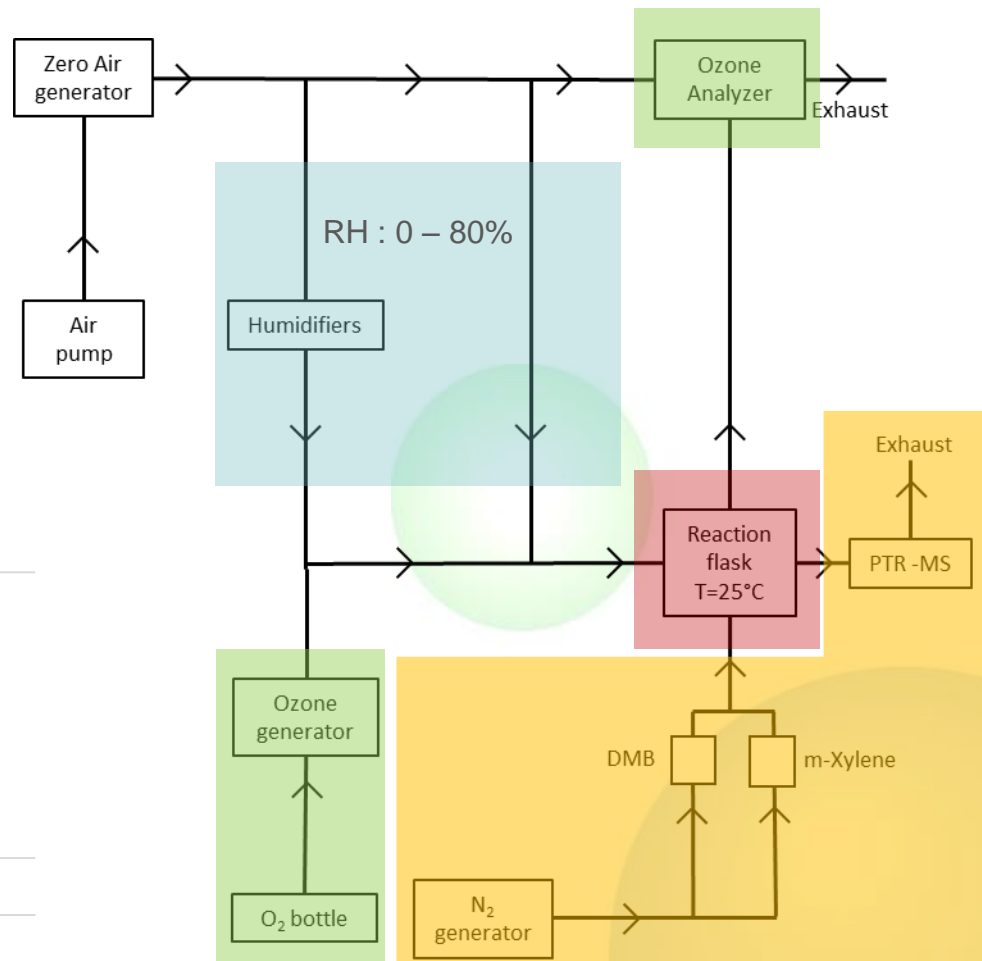 Zero Air
generator
Ozone
Analyzer
Exhaust
RH : 0 – 80%
Humidifiers
Air
pump
Exhaust
Reaction
flask
T=25°C
PTR -MS
Ozone
generator
DMB
m-Xylene
O₂ bottle
N₂
generator